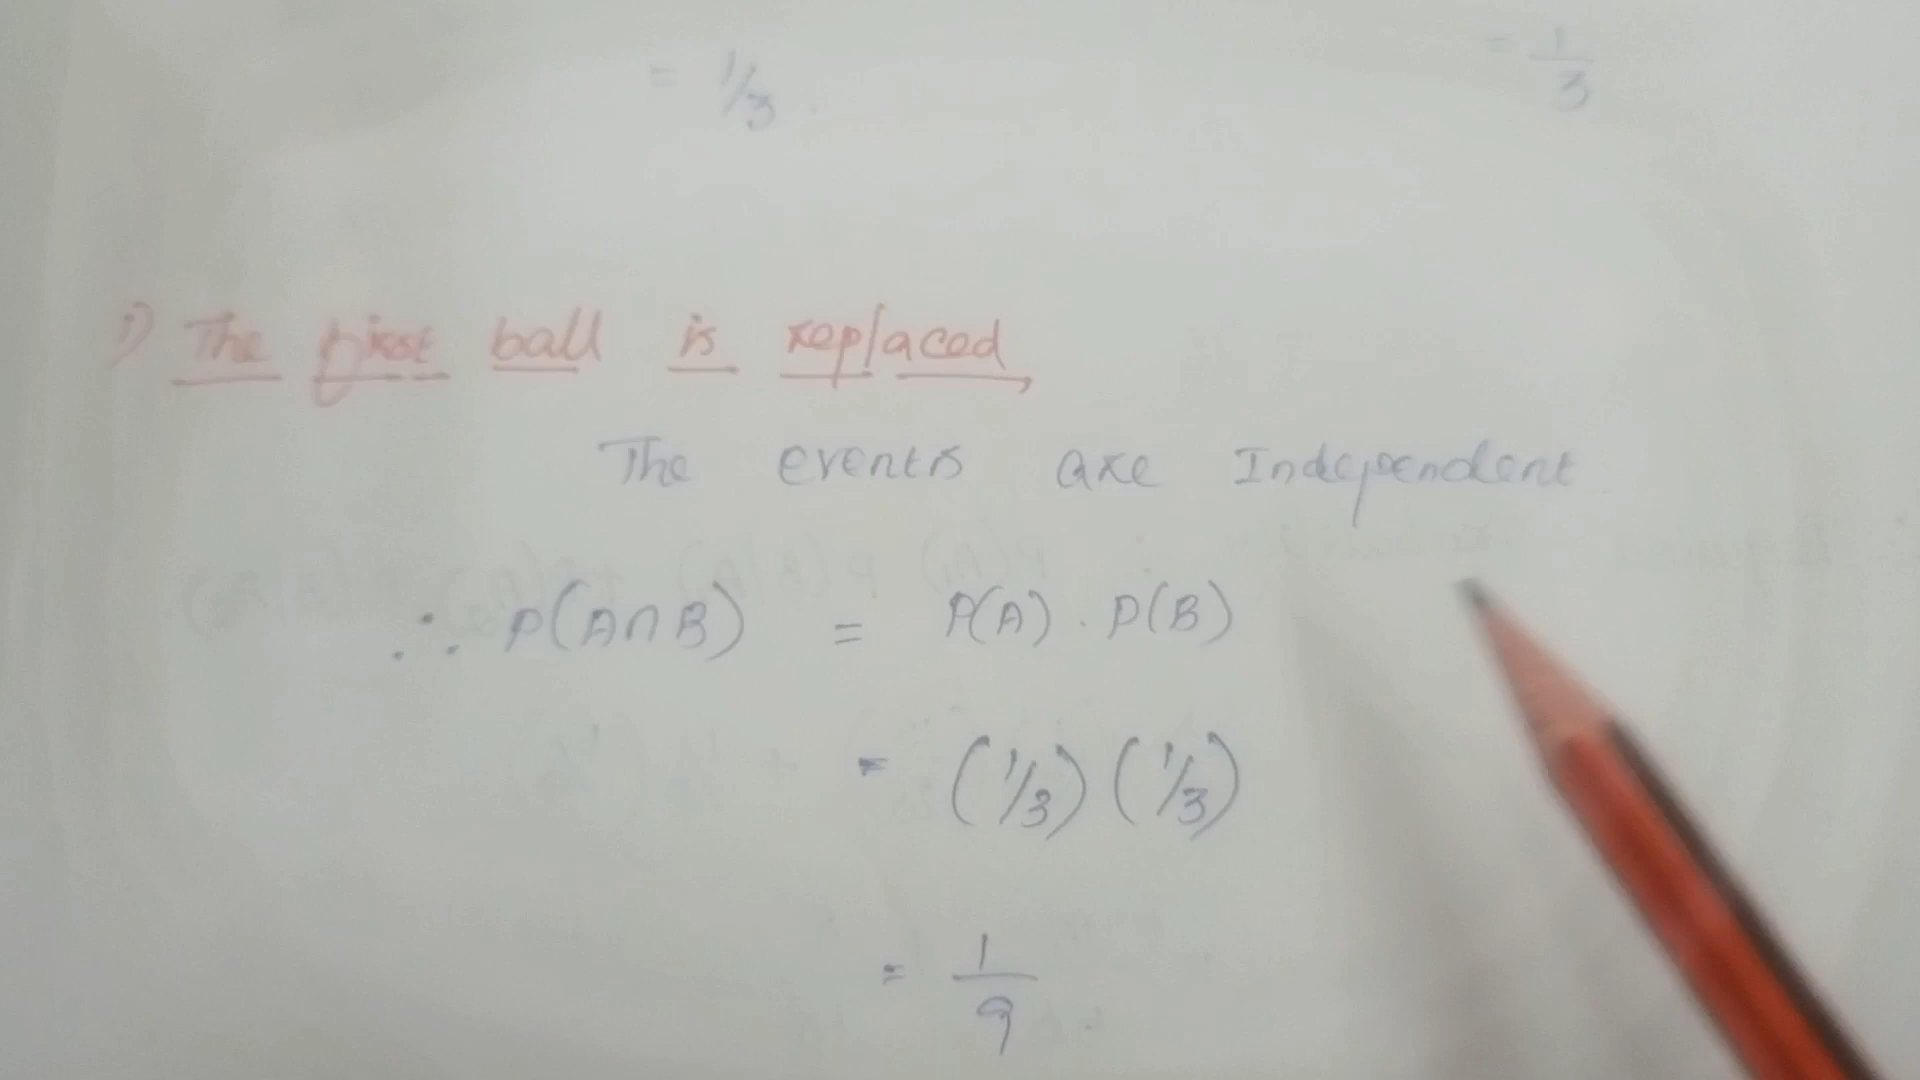 = 1/3 = 1/3
i) The first ball is replaced,
The events are Independent
∴ P(A∩B) = P(A) . P(B)
= (1/3) (1/3)
= 1/9